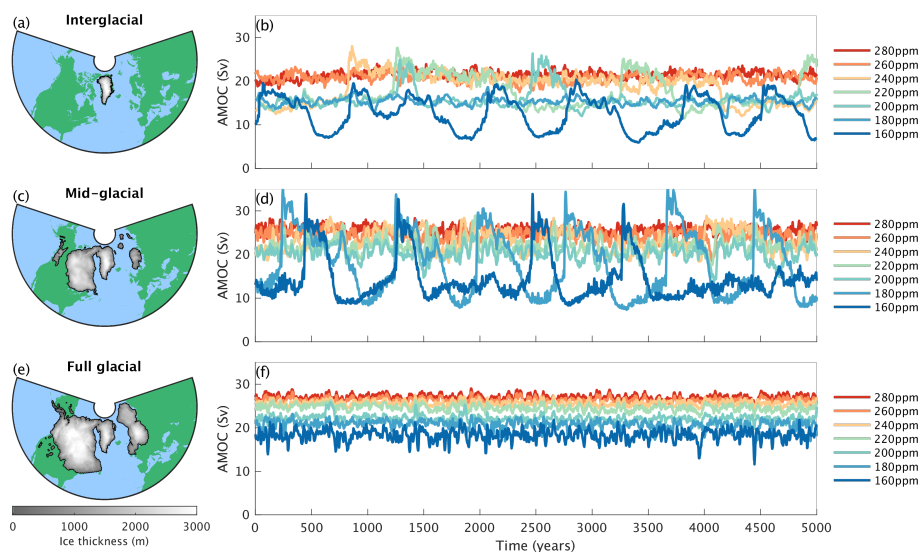 (a) Interglacial
(b)
30
20
10
0
AMOC (Sv)
280ppm
260ppm
240ppm
220ppm
200ppm
180ppm
160ppm
(c) Mid-glacial
(d)
30
20
10
0
AMOC (Sv)
280ppm
260ppm
240ppm
220ppm
200ppm
180ppm
160ppm
(e) Full glacial
(f)
30
20
10
0
AMOC (Sv)
280ppm
260ppm
240ppm
220ppm
200ppm
180ppm
160ppm
0 500 1000 1500 2000 2500 3000 3500 4000 4500 5000
Time (years)
0 1000 2000 3000
Ice thickness (m)